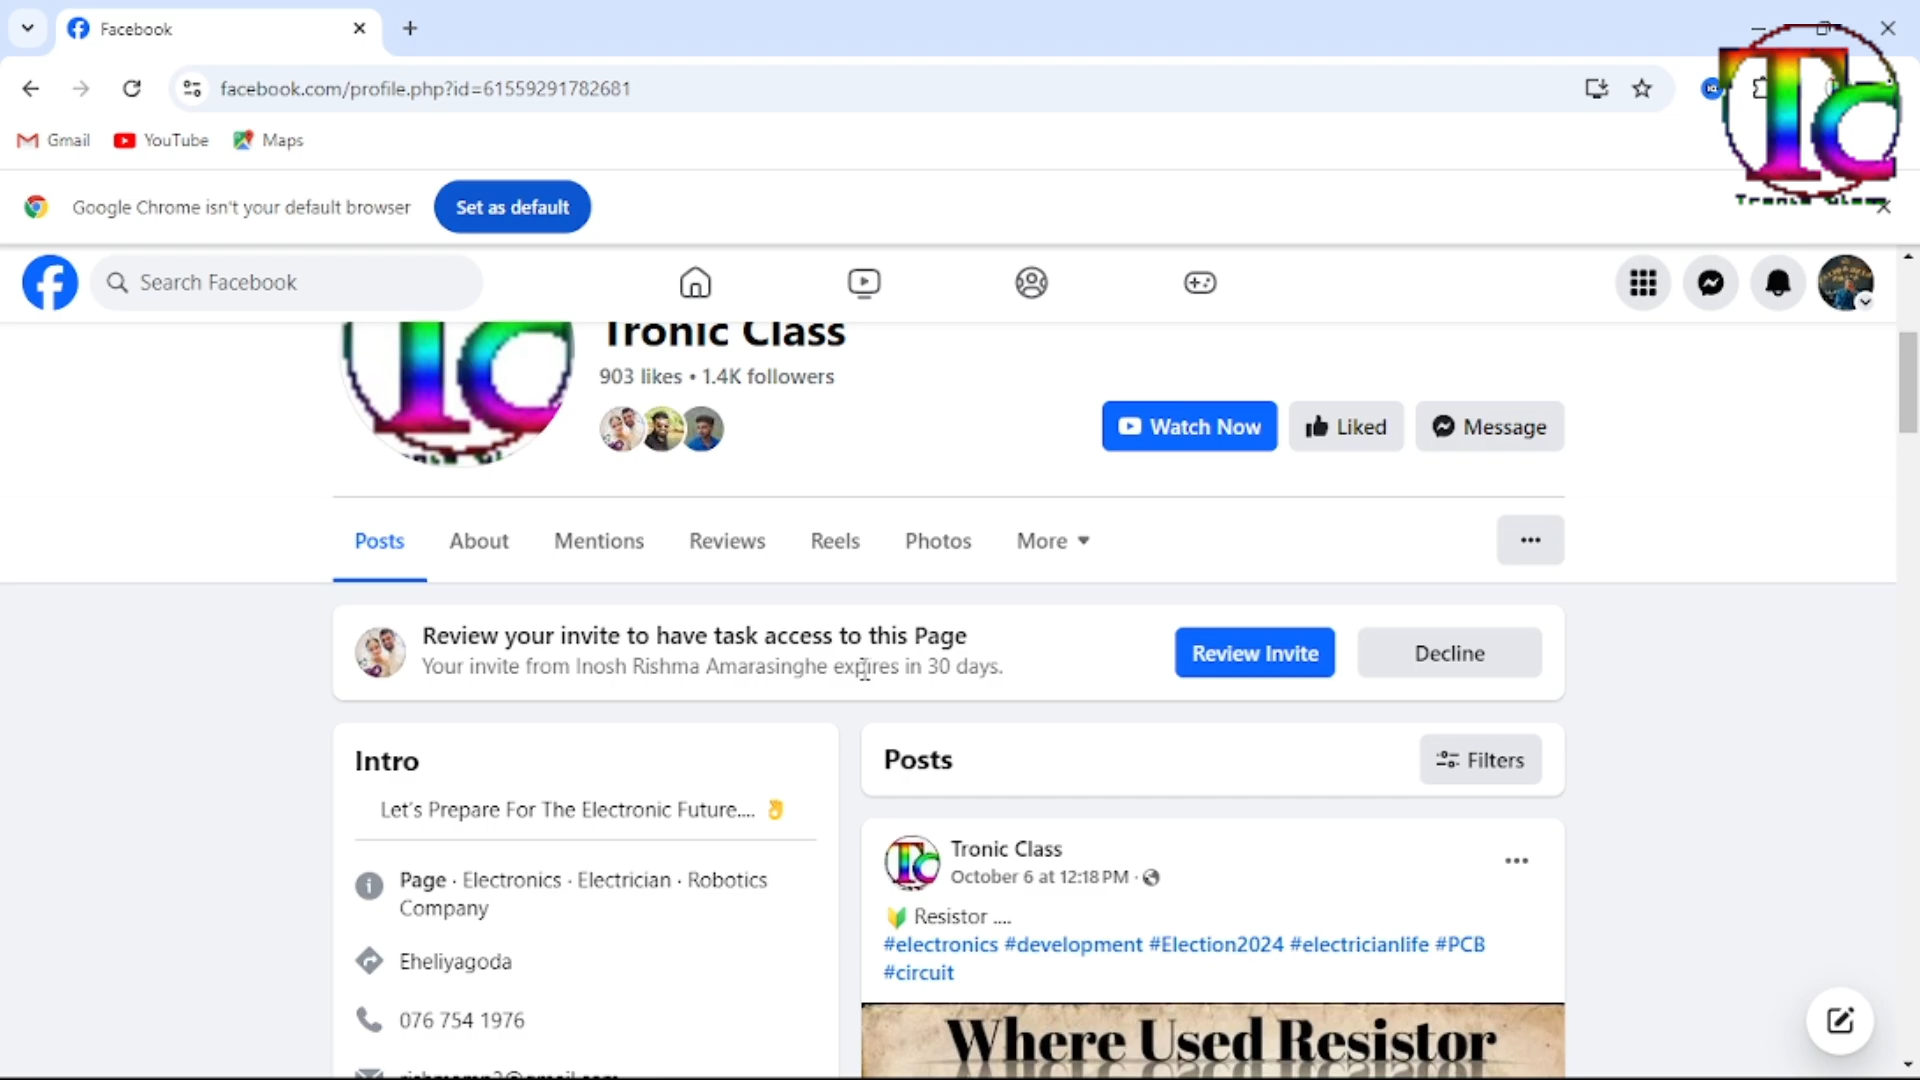 Facebook
facebook.com/profile.php?id=61559291782681
Gmail
YouTube
Maps
Google Chrome isn't your default browser
Set as default
Tc
Search Facebook
Tronic Class
903 likes • 1.4K followers
Watch Now
Liked
Message
Posts
About
Mentions
Reviews
Reels
Photos
More
Review your invite to have task access to this Page
Your invite from Inosh Rishma Amarasinghe expires in 30 days.
Review Invite
Decline
Intro
Let's Prepare For The Electronic Future.... 👌
Page · Electronics · Electrician · Robotics
Company
Eheliyagoda
076 754 1976
Posts
Filters
Tronic Class
October 6 at 12:18 PM ·
🔰 Resistor ....
#electronics #development #Election2024 #electricianlife #PCB
#circuit
Where Used Resistor